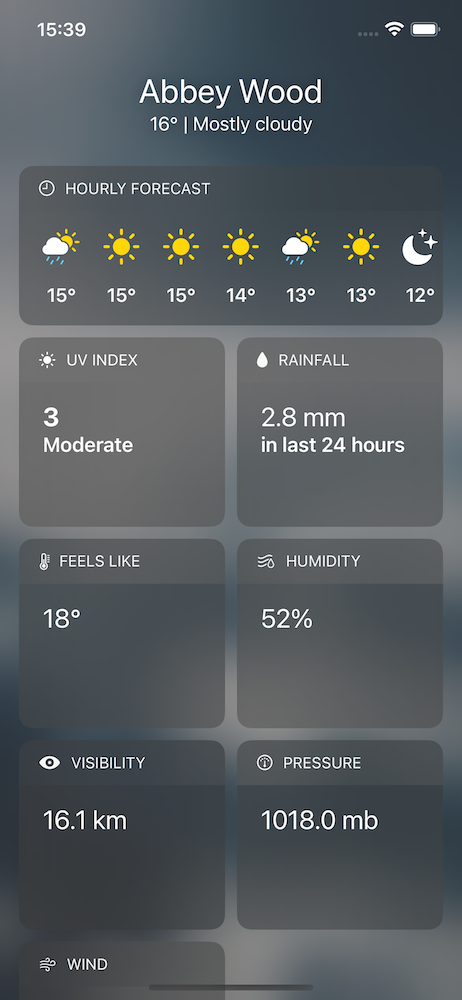 15:39
Abbey Wood
16° | Mostly cloudy
HOURLY FORECAST
15° 15° 15° 14° 13° 13° 12°
UV INDEX
3
Moderate
RAINFALL
2.8 mm
in last 24 hours
FEELS LIKE
18°
HUMIDITY
52%
VISIBILITY
16.1 km
PRESSURE
1018.0 mb
WIND